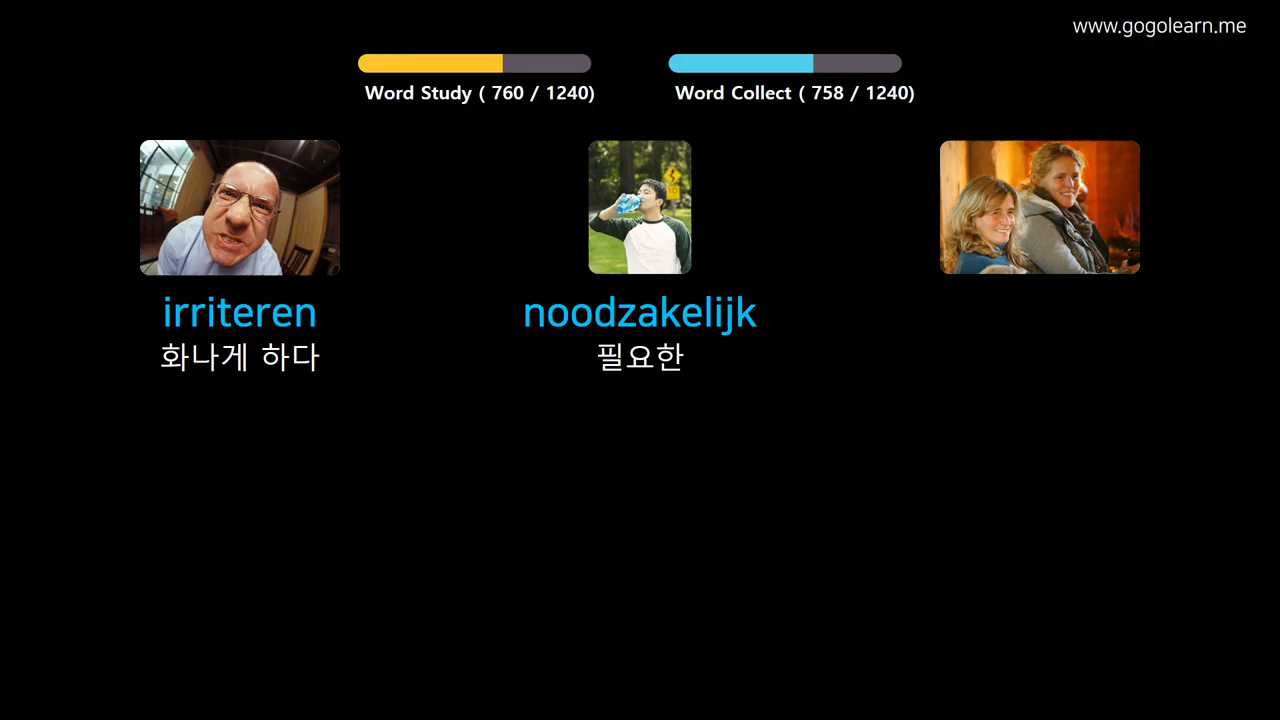 www.gogolearn.me
Word Study ( 760 / 1240)
Word Collect ( 758 / 1240)
irriteren
화나게 하다
noodzakelijk
필요한